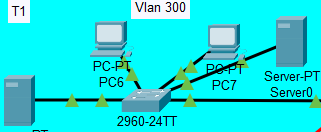 T1
Vlan 300
PC-PT
PC6
PC-PT
PC7
Server-PT
Server0
2960-24TT